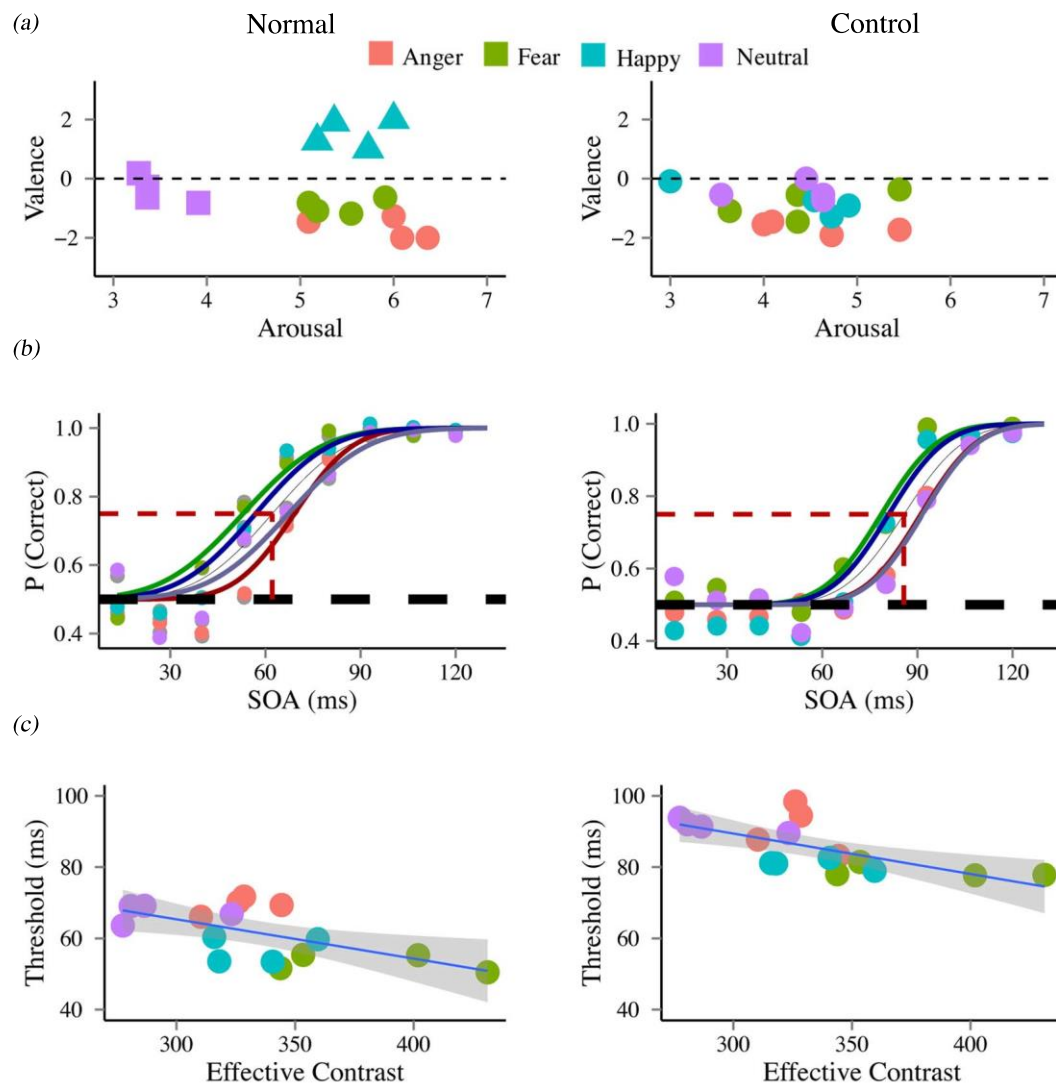 (a) Normal Control
Anger Fear Happy Neutral
Valence
2
0
−2
3 4 5 6 7
Arousal
Valence
2
0
−2
3 4 5 6 7
Arousal
(b)
P (Correct)
1.0
0.8
0.6
0.4
30 60 90 120
SOA (ms)
P (Correct)
1.0
0.8
0.6
0.4
30 60 90 120
SOA (ms)
(c)
Threshold (ms)
100
80
60
40
300 350 400
Effective Contrast
Threshold (ms)
100
80
60
40
300 350 400
Effective Contrast